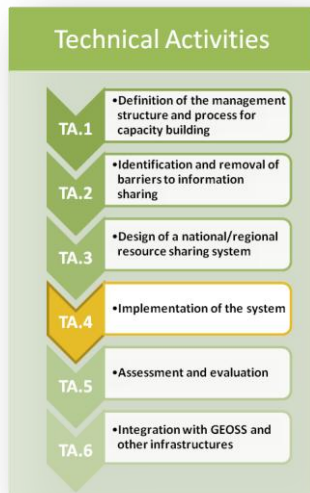 Technical Activities
TA.1
•Definition of the management
structure and process for
capacity building
TA.2
•Identification and removal of
barriers to information
sharing
TA.3
•Design of a national/regional
resource sharing system
TA.4
•Implementation of the system
TA.5
•Assessment and evaluation
TA.6
•Integration with GEOSS and
other infrastructures